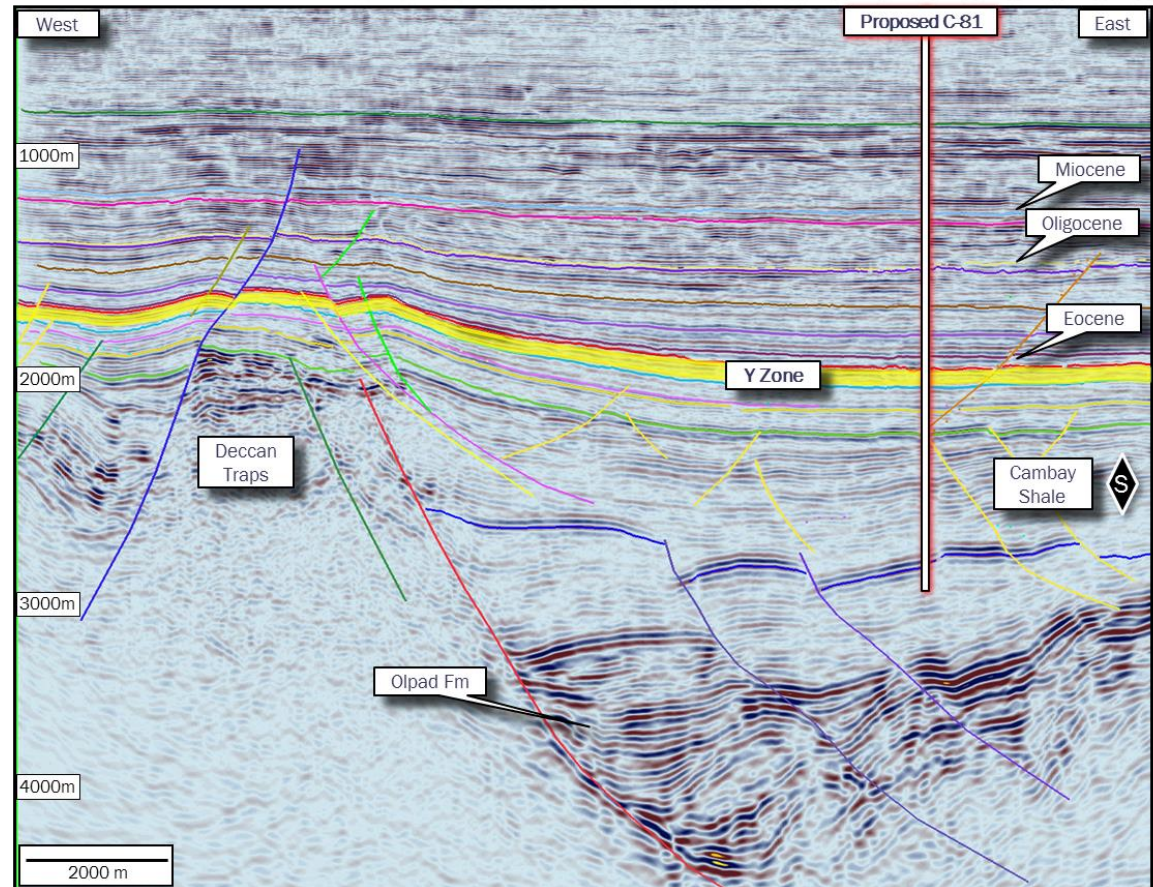 West
Proposed C-81
East
1000m
Miocene
Oligocene
Eocene
2000m
Y Zone
Deccan
Traps
Cambay
Shale
S
3000m
Olpad Fm
4000m
2000 m